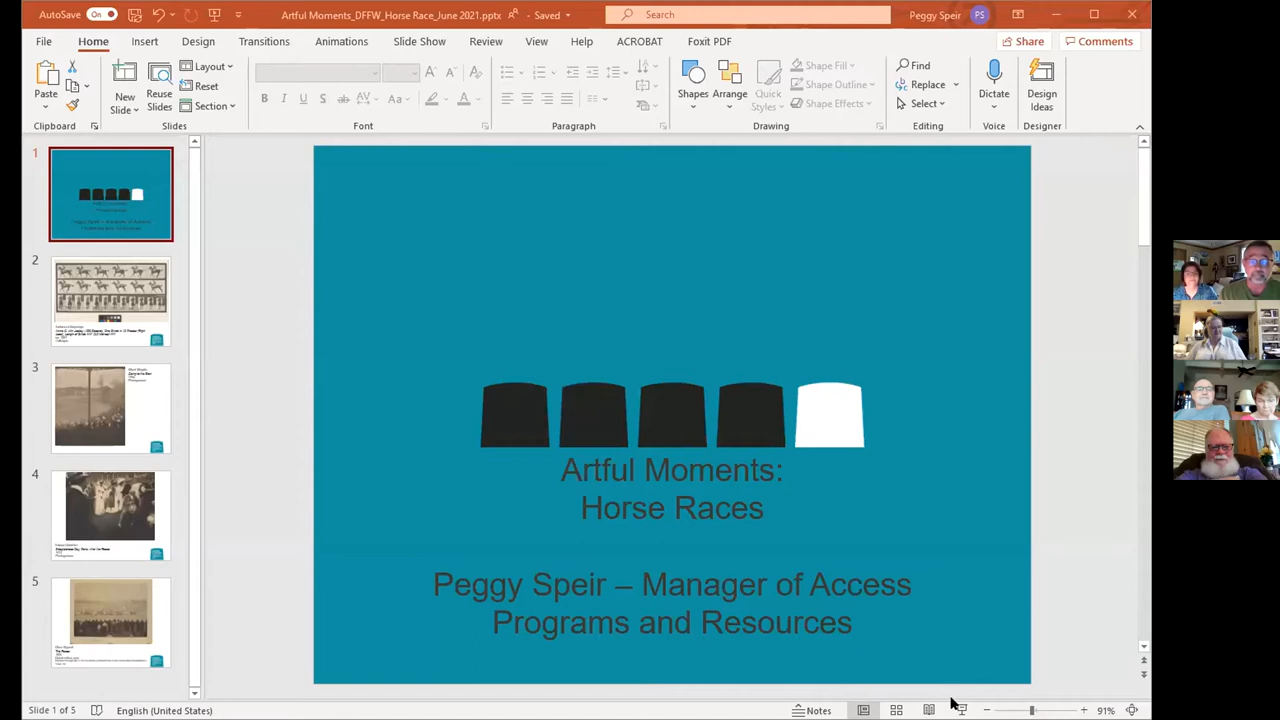 AutoSave On Artful Moments_DFFW_Horse Race_June 2021.pptx - Saved Search Peggy Speir PS
File Home Insert Design Transitions Animations Slide Show Review View Help ACROBAT Foxit PDF Share Comments
Paste
Clipboard
New Slide
Reuse Slides
Layout
Reset
Section
Slides
B I U S ab AV Aa A
Font
Paragraph
Shapes
Arrange
Quick Styles
Shape Fill
Shape Outline
Shape Effects
Drawing
Find
Replace
Select
Editing
Dictate
Voice
Design Ideas
Designer
1
2
3
4
5
Artful Moments:
Horse Races
Peggy Speir – Manager of Access
Programs and Resources
Slide 1 of 5 English (United States) Notes 91%